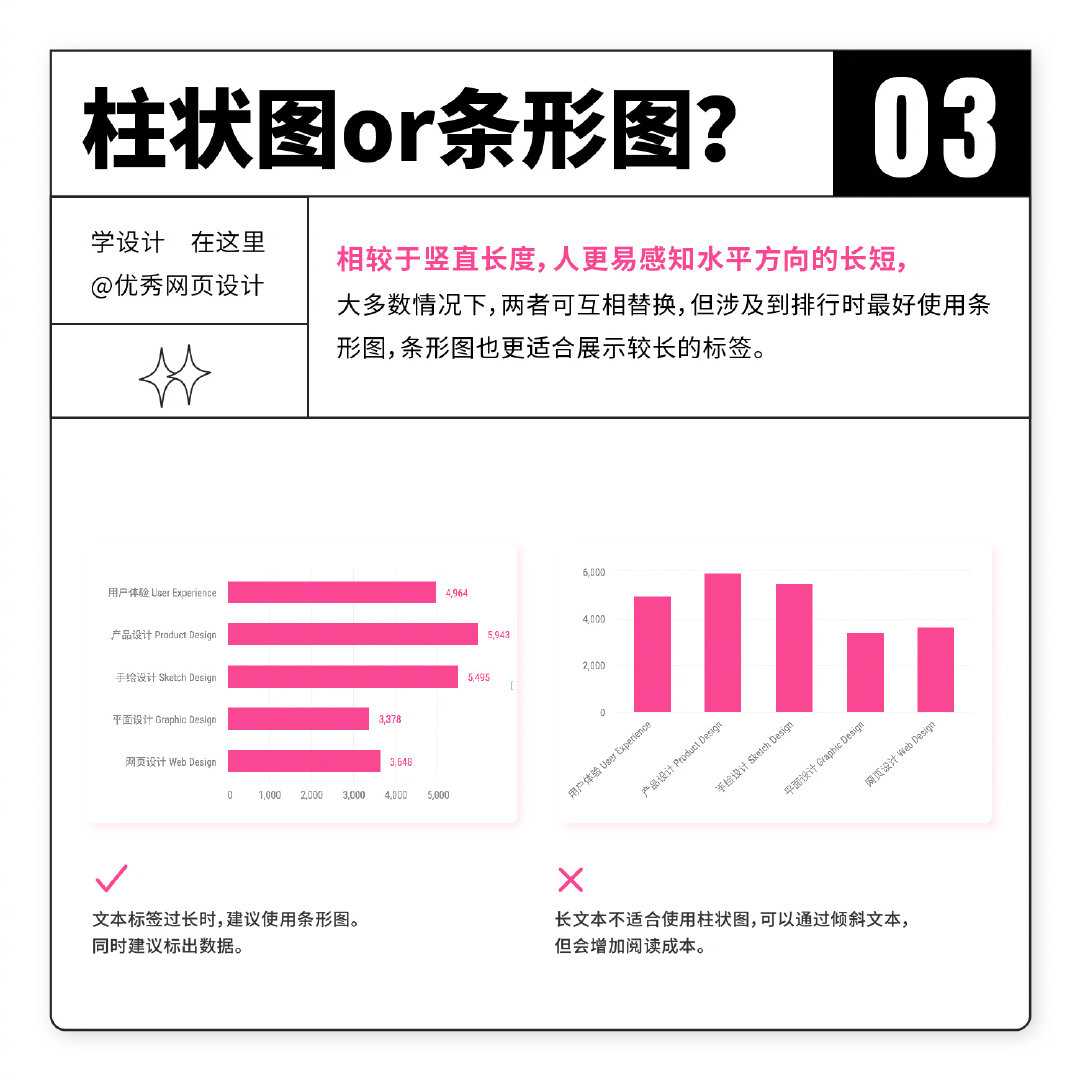 柱状图or条形图？
03
学设计 在这里
@优秀网页设计
相较于竖直长度，人更易感知水平方向的长短，
大多数情况下，两者可互相替换，但涉及到排行时最好使用条
形图，条形图也更适合展示较长的标签。
用户体验 User Experience
4,964
产品设计 Product Design
5,943
手绘设计 Sketch Design
5,495
平面设计 Graphic Design
3,378
网页设计 Web Design
3,648
0 1,000 2,000 3,000 4,000 5,000
6,000
4,000
2,000
0
用户体验 User Experience
产品设计 Product Design
手绘设计 Sketch Design
平面设计 Graphic Design
网页设计 Web Design
文本标签过长时，建议使用条形图。
同时建议标出数据。
长文本不适合使用柱状图，可以通过倾斜文本，
但会增加阅读成本。